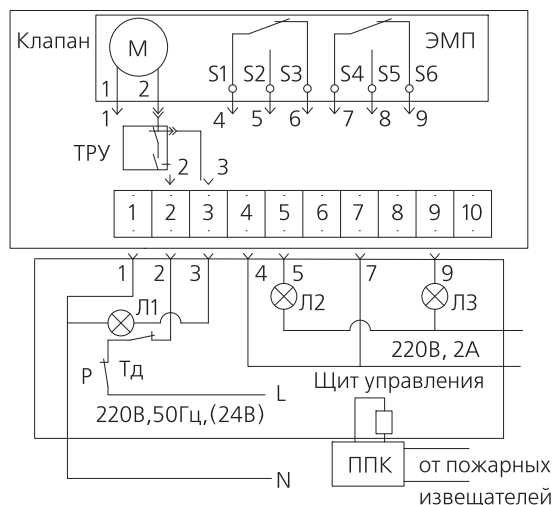 Клапан
М
ЭМП
1 2
S1 S2 S3 S4 S5 S6
1 4 5 6 7 8 9
ТРУ
2 3
1 2 3 4 5 6 7 8 9 10
1 2 3 4 5 7 9
Л1 Л2 Л3
Р Тд
220В, 2А
Щит управления
L
220В,50Гц,(24В)
ППК
от пожарных
извещателей
N